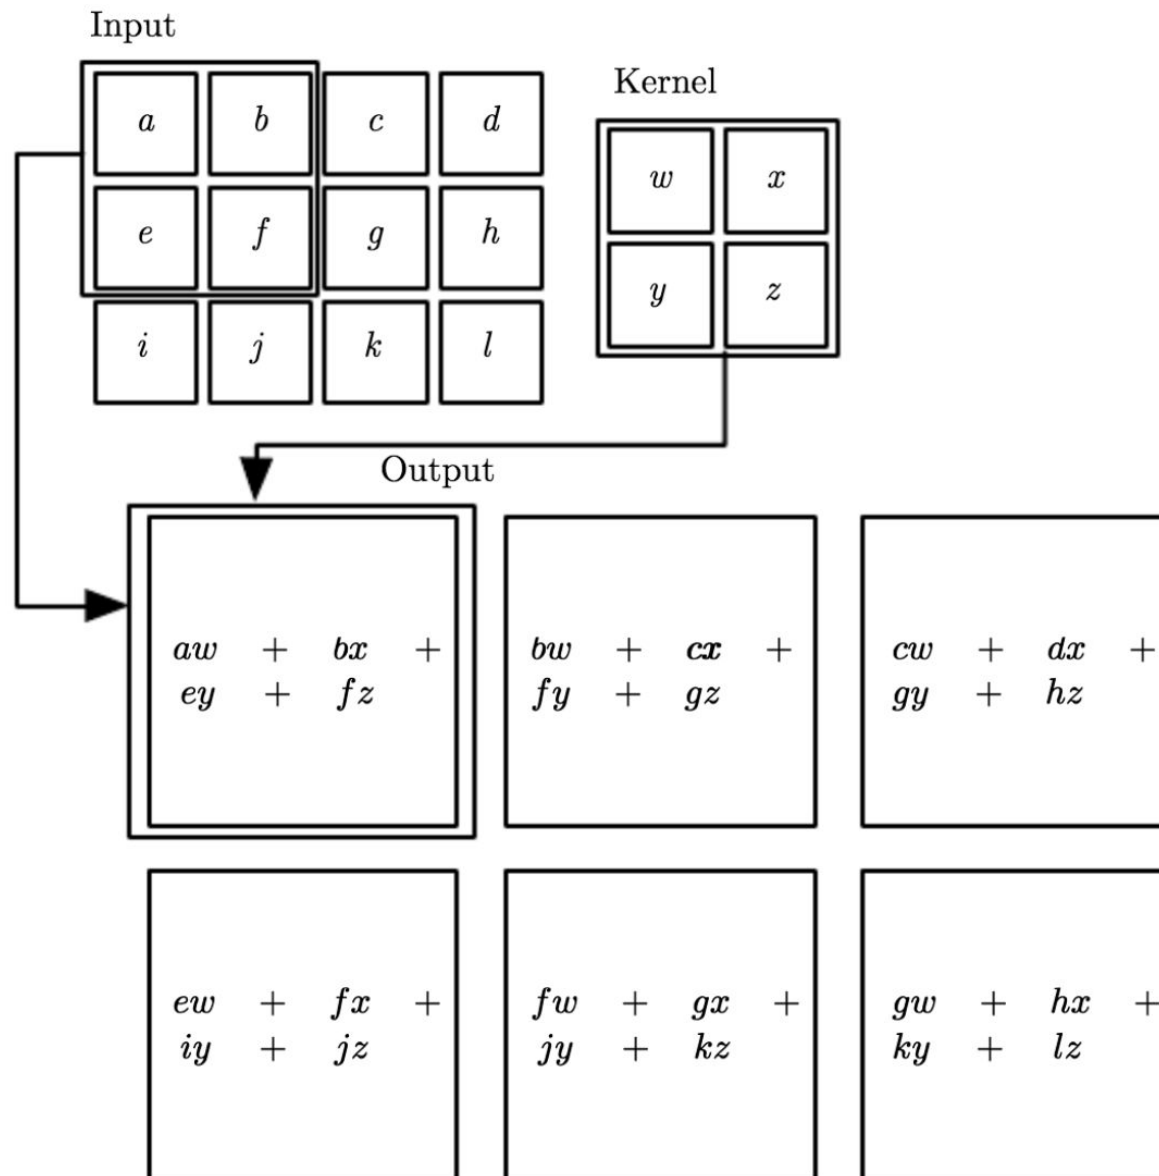 Input
Kernel
a b c d
w x
e f g h
y z
i j k l
Output
aw + bx +
ey + fz
bw + cx +
fy + gz
cw + dx +
gy + hz
ew + fx +
iy + jz
fw + gx +
jy + kz
gw + hx +
ky + lz